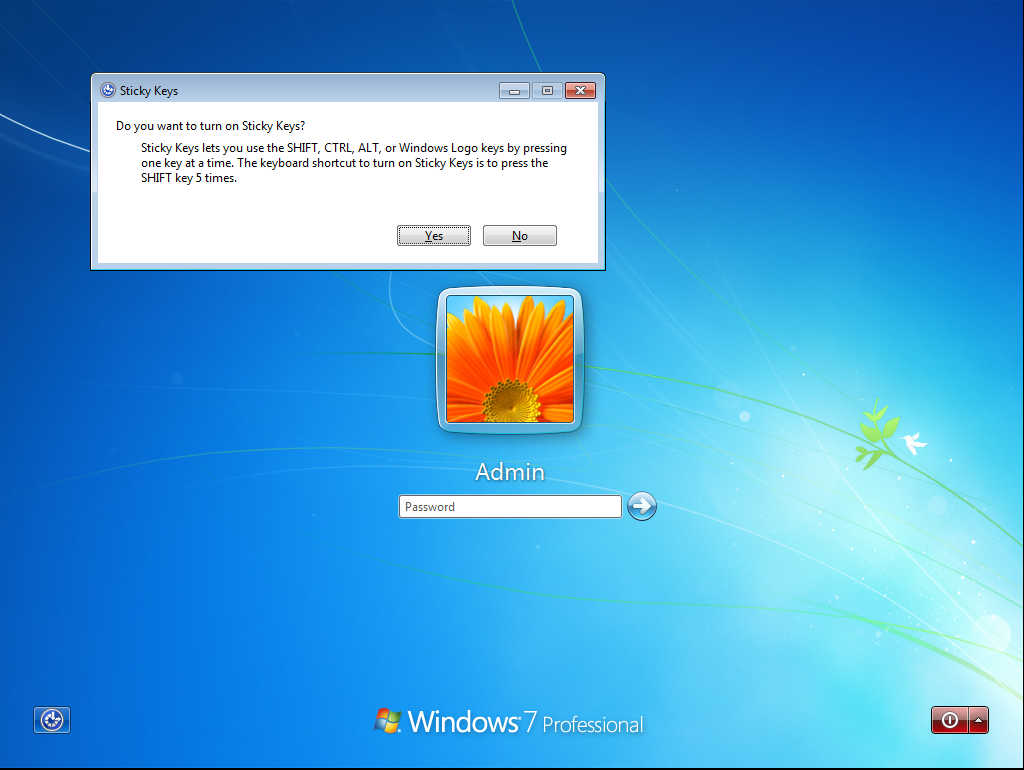 Sticky Keys
Do you want to turn on Sticky Keys?
Sticky Keys lets you use the SHIFT, CTRL, ALT, or Windows Logo keys by pressing
one key at a time. The keyboard shortcut to turn on Sticky Keys is to press the
SHIFT key 5 times.
Yes No
Admin
Password
Windows 7 Professional